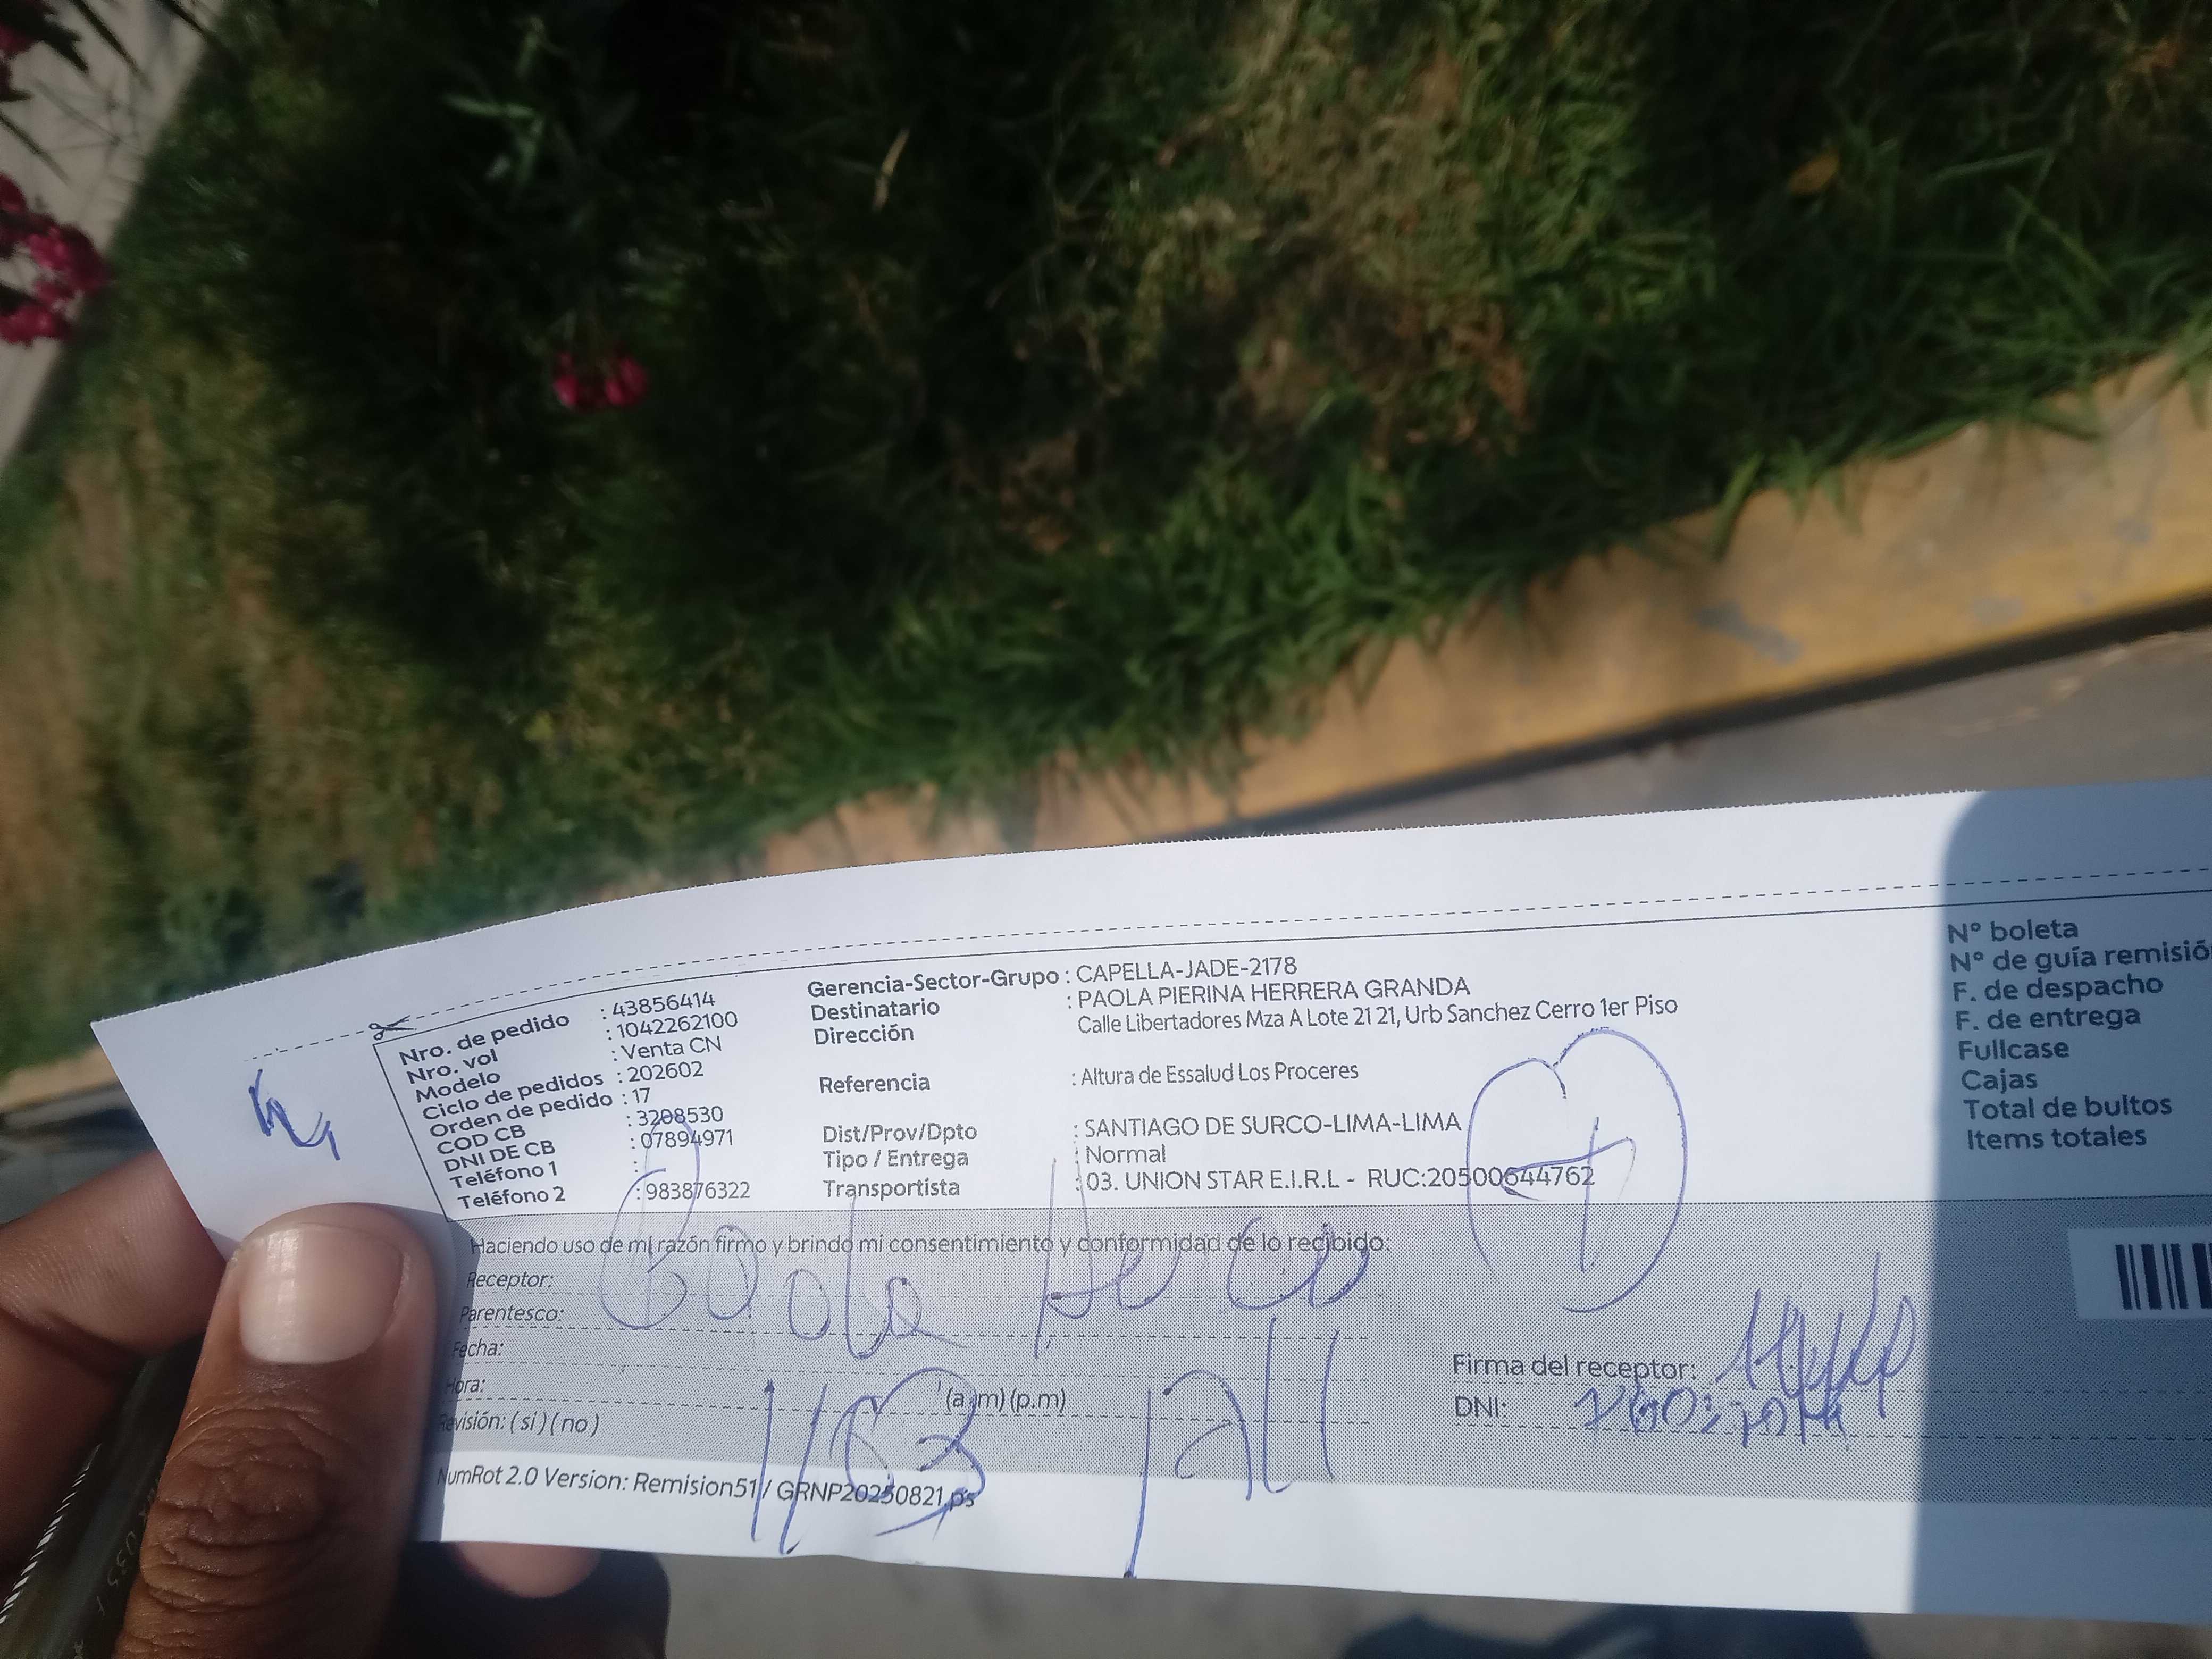 Nro. de pedido : 43856414
Nro. vol : 1042262100
Modelo : Venta CN
Ciclo de pedidos : 202602
Orden de pedido : 17
COD CB : 3208530
DNI DE CB : 07894971
Teléfono 1 :
Teléfono 2 : 983876322
Gerencia-Sector-Grupo : CAPELLA-JADE-2178
Destinatario : PAOLA PIERINA HERRERA GRANDA
Dirección Calle Libertadores Mza A Lote 21 21, Urb Sanchez Cerro 1er Piso
Referencia : Altura de Essalud Los Proceres
Dist/Prov/Dpto : SANTIAGO DE SURCO-LIMA-LIMA
Tipo / Entrega : Normal
Transportista : 03. UNION STAR E.I.R.L - RUC:20500644762
N° boleta
N° de guía remisió
F. de despacho
F. de entrega
Fullcase
Cajas
Total de bultos
Items totales
Haciendo uso de mi razón firmo y brindo mi consentimiento y conformidad de lo recibido:
Receptor:
Parentesco:
Fecha:
Hora: (a.m) (p.m)
Revisión: (si) (no)
Firma del receptor:
DNI:
NumRot 2.0 Version: Remision51 / GRNP20250821.ps